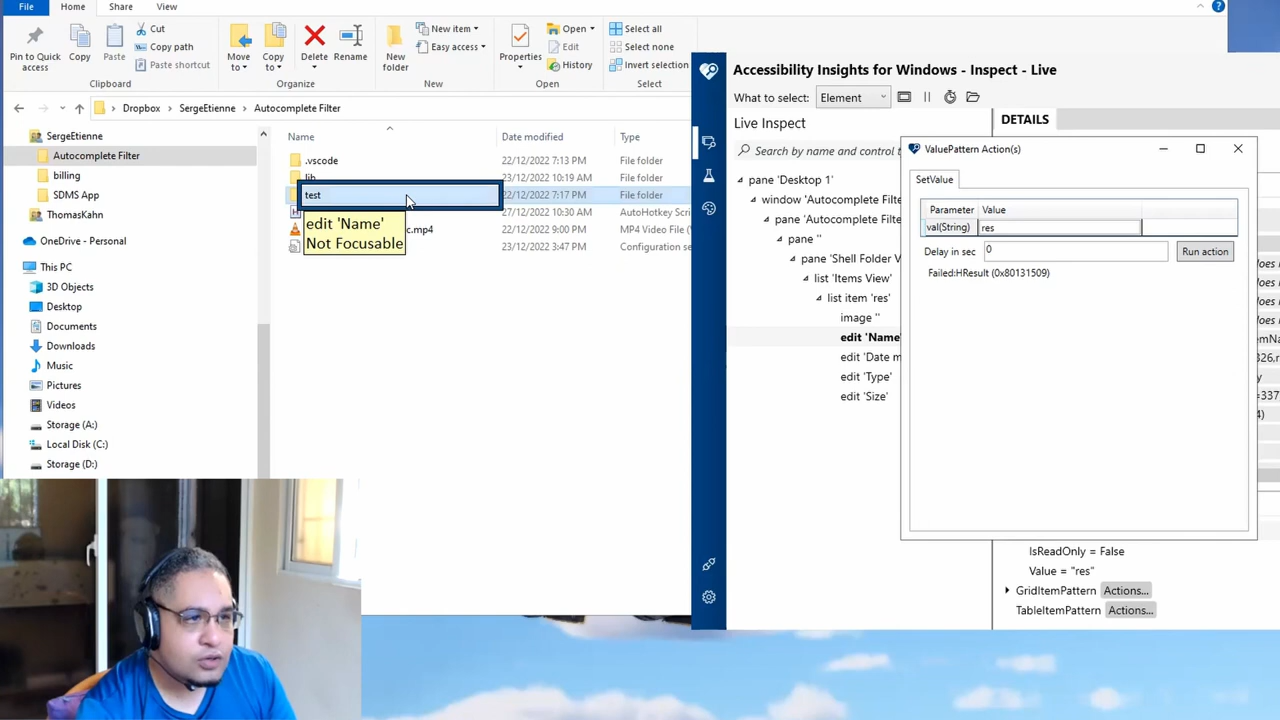 File Home Share View
Pin to Quick access
Copy
Paste
Cut
Copy path
Paste shortcut
Clipboard
Move to
Copy to
Delete
Rename
Organize
New folder
New item
Easy access
New
Properties
Open
Edit
History
Open
Select all
Select none
Invert selection
Select
Dropbox > SergeEtienne > Autocomplete Filter
SergeEtienne
Autocomplete Filter
billing
SDMS App
ThomasKahn
OneDrive - Personal
This PC
3D Objects
Desktop
Documents
Downloads
Music
Pictures
Videos
Storage (A:)
Local Disk (C:)
Storage (D:)
Name Date modified Type
.vscode 22/12/2022 7:13 PM File folder
lib 23/12/2022 10:19 AM File folder
test 22/12/2022 7:17 PM File folder
27/12/2022 10:30 AM AutoHotkey Scri
c.mp4 22/12/2022 9:00 PM MP4 Video File (V
23/12/2022 3:47 PM Configuration se
edit 'Name'
Not Focusable
Accessibility Insights for Windows - Inspect - Live
What to select: Element
Live Inspect
Search by name and control t
pane 'Desktop 1'
window 'Autocomplete Filte
pane 'Autocomplete Filte
pane ''
pane 'Shell Folder V
list 'Items View'
list item 'res'
image ''
edit 'Name'
edit 'Date m
edit 'Type'
edit 'Size'
DETAILS
ValuePattern Action(s)
SetValue
Parameter Value
val(String) res
Delay in sec 0 Run action
Failed:HResult (0x80131509)
IsReadOnly = False
Value = "res"
GridItemPattern Actions...
TableItemPattern Actions...